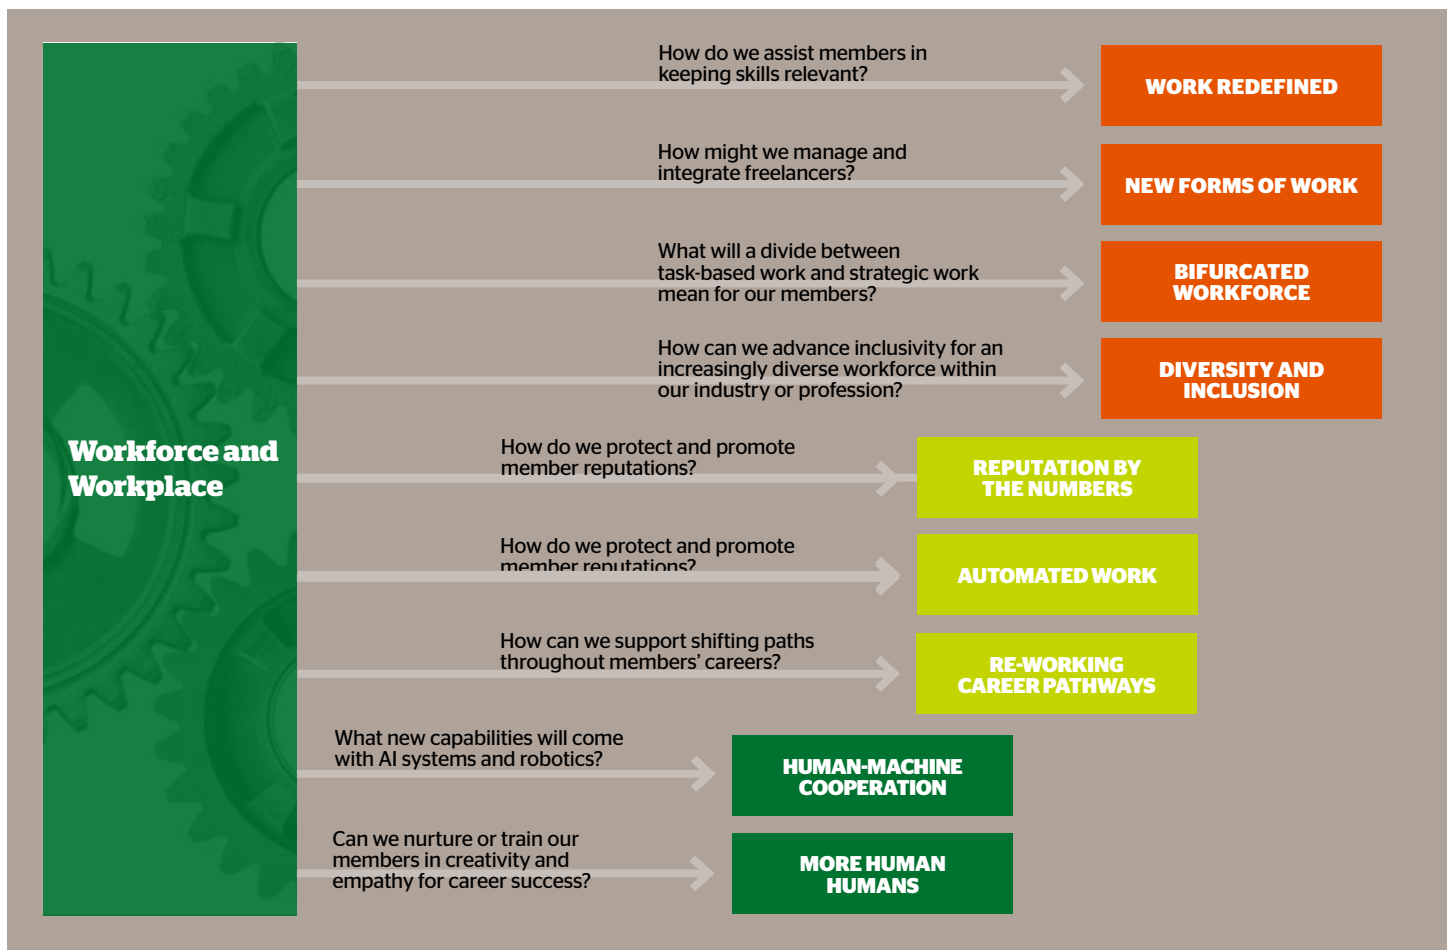 How do we assist members in
keeping skills relevant?
WORK REDEFINED
How might we manage and
integrate freelancers?
NEW FORMS OF WORK
What will a divide between
task-based work and strategic work
mean for our members?
BIFURCATED
WORKFORCE
How can we advance inclusivity for an
increasingly diverse workforce within
our industry or profession?
DIVERSITY AND
INCLUSION
Workforce and
Workplace
How do we protect and promote
member reputations?
REPUTATION BY
THE NUMBERS
How do we protect and promote
member reputations?
AUTOMATED WORK
How can we support shifting paths
throughout members’ careers?
RE-WORKING
CAREER PATHWAYS
What new capabilities will come
with AI systems and robotics?
HUMAN-MACHINE
COOPERATION
Can we nurture or train our
members in creativity and
empathy for career success?
MORE HUMAN
HUMANS